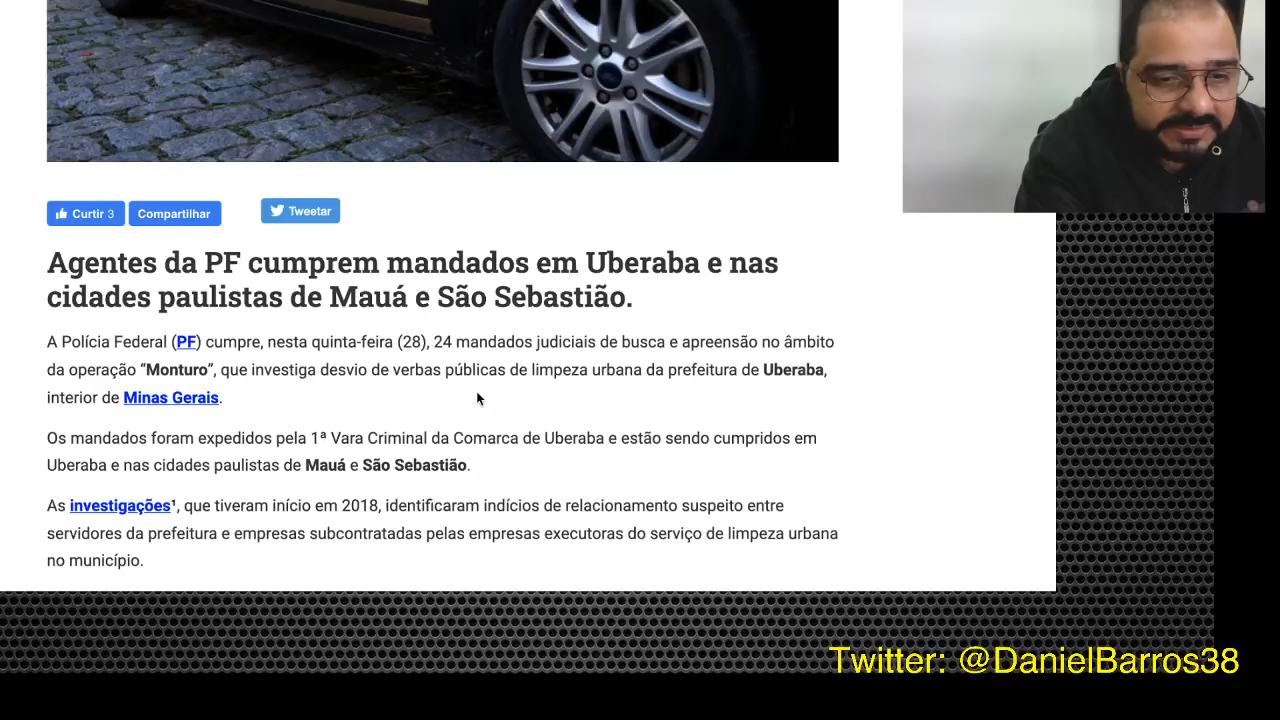 Curtir 3 Compartilhar Tweetar
Agentes da PF cumprem mandados em Uberaba e nas
cidades paulistas de Mauá e São Sebastião.
A Polícia Federal (PF) cumpre, nesta quinta-feira (28), 24 mandados judiciais de busca e apreensão no âmbito
da operação “Monturo”, que investiga desvio de verbas públicas de limpeza urbana da prefeitura de Uberaba,
interior de Minas Gerais.
Os mandados foram expedidos pela 1ª Vara Criminal da Comarca de Uberaba e estão sendo cumpridos em
Uberaba e nas cidades paulistas de Mauá e São Sebastião.
As investigações¹, que tiveram início em 2018, identificaram indícios de relacionamento suspeito entre
servidores da prefeitura e empresas subcontratadas pelas empresas executoras do serviço de limpeza urbana
no município.
Twitter: @DanielBarros38